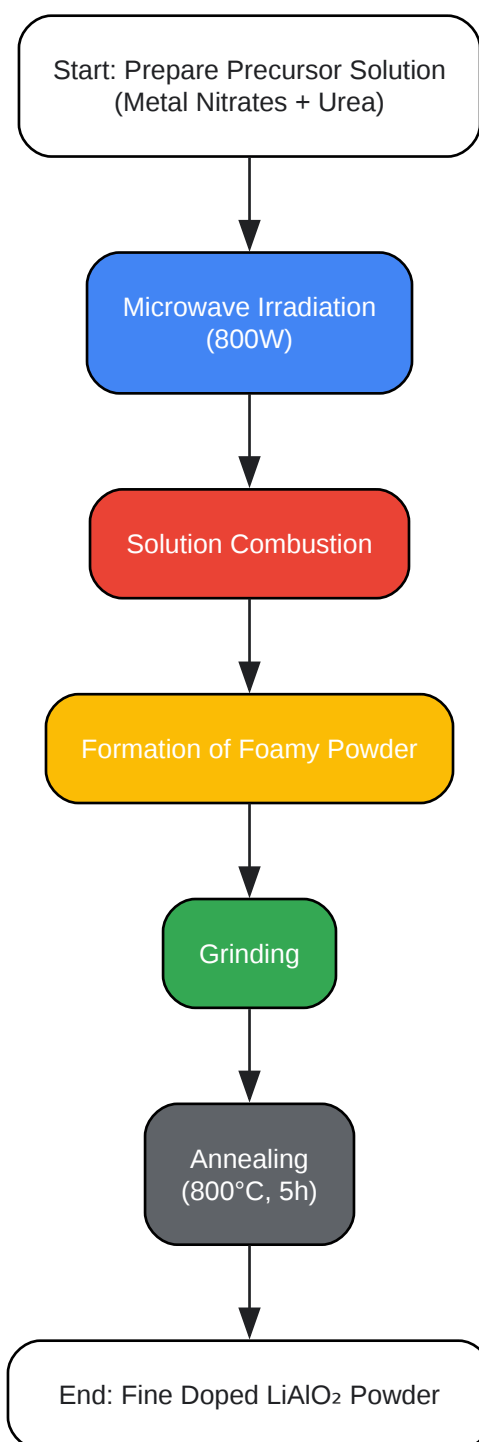 Start: Prepare Precursor Solution
(Metal Nitrates + Urea)
Microwave Irradiation
(800W)
Solution Combustion
Formation of Foamy Powder
Grinding
Annealing
(800°C, 5h)
End: Fine Doped LiAlO₂ Powder